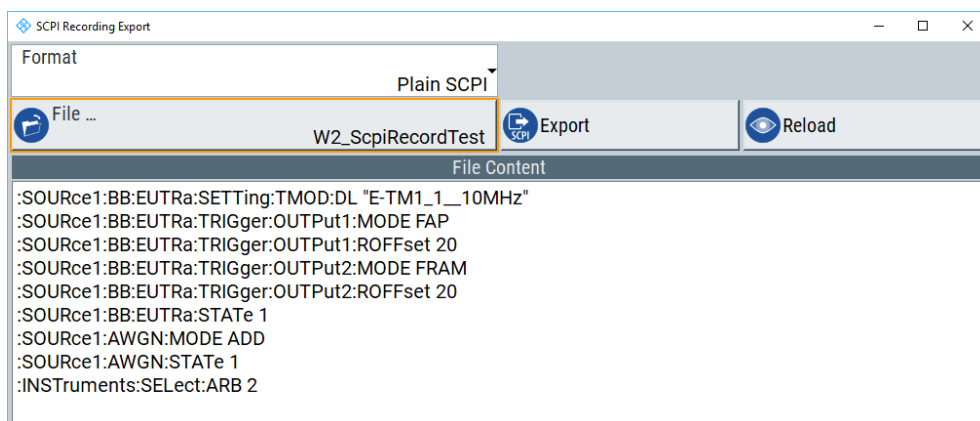 SCPI Recording Export
Format
Plain SCPI
File ...
W2_ScpiRecordTest
SCPI
Export
Reload
File Content
:SOURce1:BB:EUTRa:SETTing:TMOD:DL "E-TM1_1__10MHz"
:SOURce1:BB:EUTRa:TRIGger:OUTPut1:MODE FAP
:SOURce1:BB:EUTRa:TRIGger:OUTPut1:ROFFset 20
:SOURce1:BB:EUTRa:TRIGger:OUTPut2:MODE FRAM
:SOURce1:BB:EUTRa:TRIGger:OUTPut2:ROFFset 20
:SOURce1:BB:EUTRa:STATe 1
:SOURce1:AWGN:MODE ADD
:SOURce1:AWGN:STATe 1
:INSTruments:SELect:ARB 2